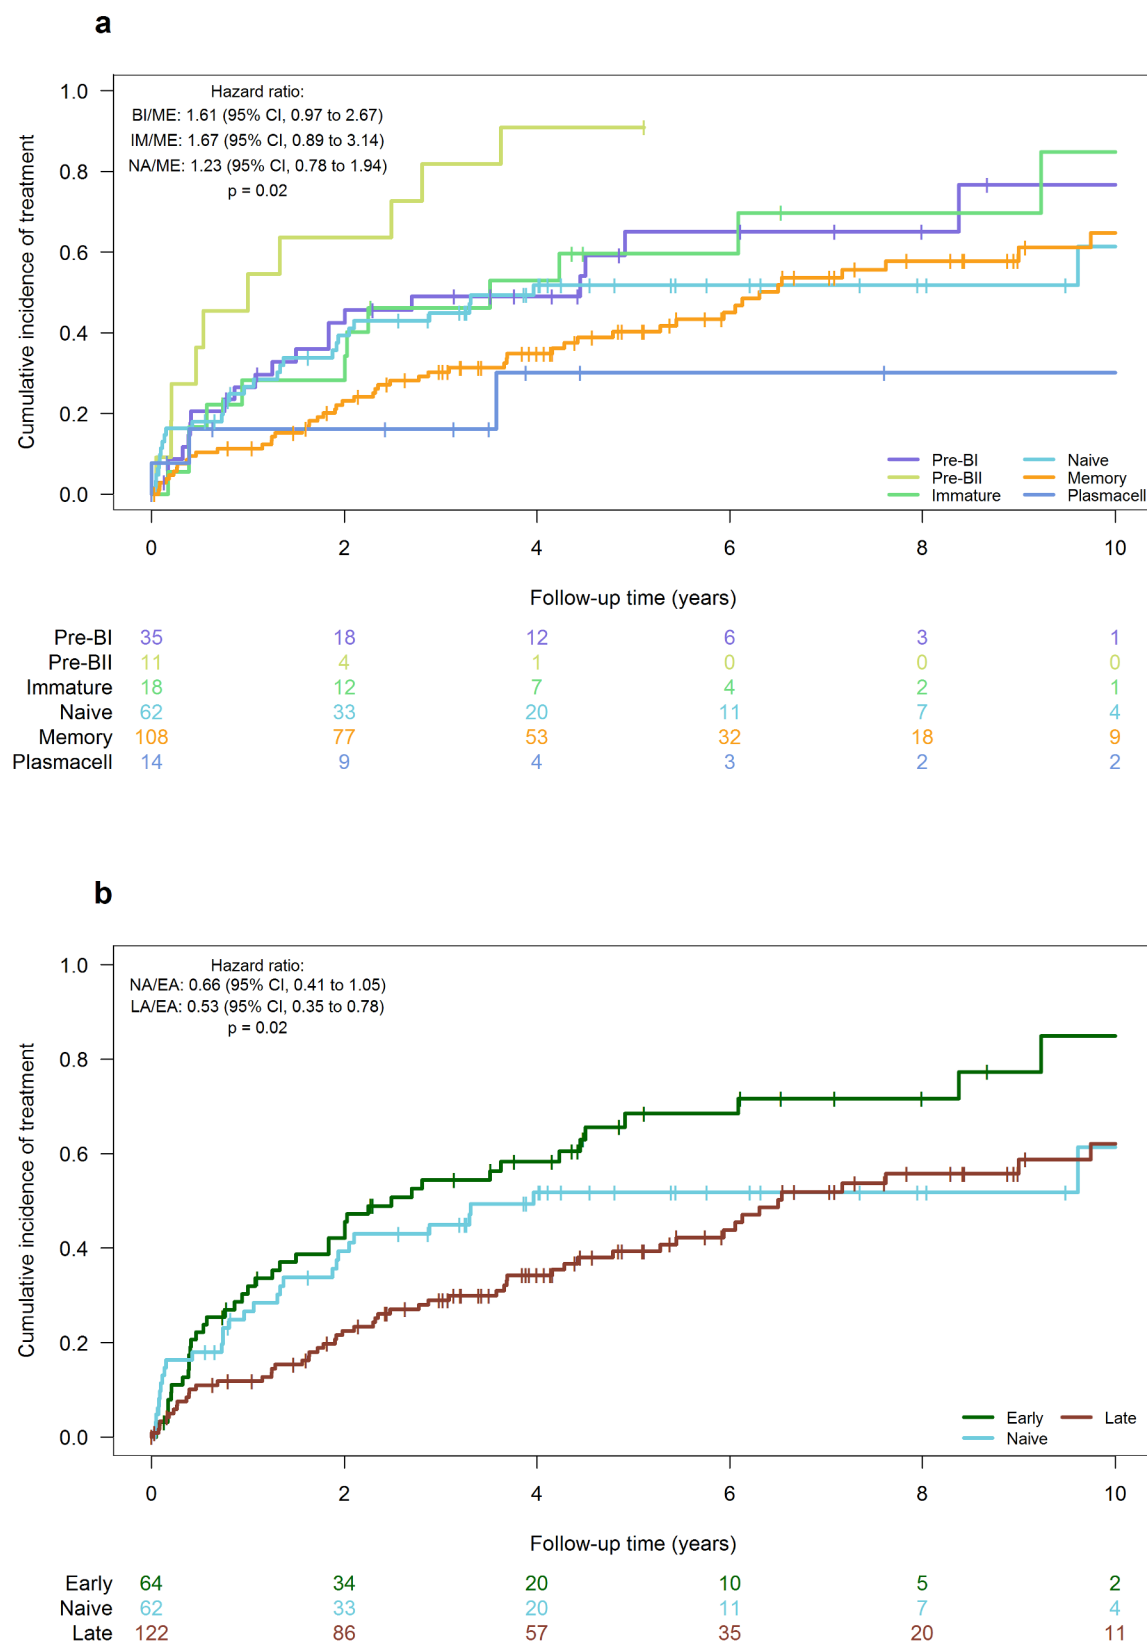 a
Hazard ratio:
BI/ME: 1.61 (95% CI, 0.97 to 2.67)
IM/ME: 1.67 (95% CI, 0.89 to 3.14)
NA/ME: 1.23 (95% CI, 0.78 to 1.94)
p = 0.02
Cumulative incidence of treatment
1.0
0.8
0.6
0.4
0.2
0.0
Pre-BI Naive
Pre-BII Memory
Immature Plasmacell
0 2 4 6 8 10
Follow-up time (years)
Pre-BI 35 18 12 6 3 1
Pre-BII 11 4 1 0 0 0
Immature 18 12 7 4 2 1
Naive 62 33 20 11 7 4
Memory 108 77 53 32 18 9
Plasmacell 14 9 4 3 2 2
b
Hazard ratio:
NA/EA: 0.66 (95% CI, 0.41 to 1.05)
LA/EA: 0.53 (95% CI, 0.35 to 0.78)
p = 0.02
Cumulative incidence of treatment
1.0
0.8
0.6
0.4
0.2
0.0
Early Late
Naive
0 2 4 6 8 10
Follow-up time (years)
Early 64 34 20 10 5 2
Naive 62 33 20 11 7 4
Late 122 86 57 35 20 11